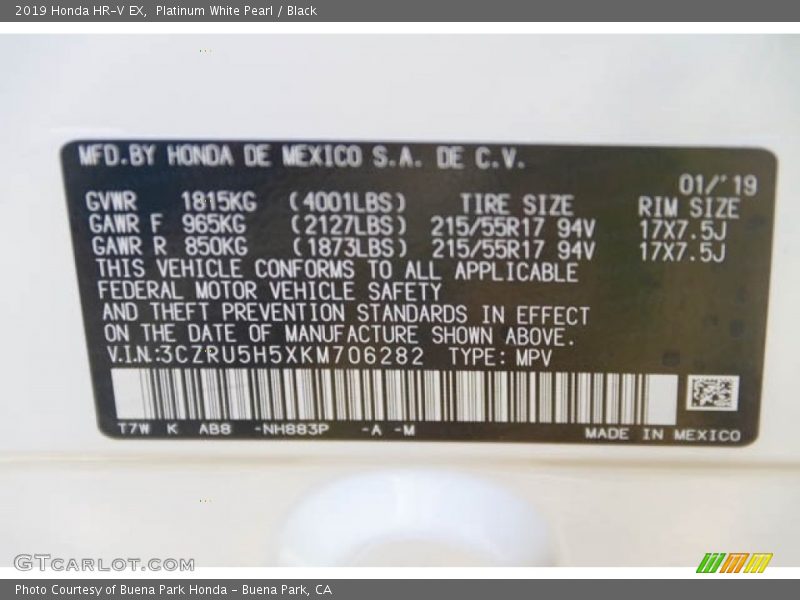 2019 Honda HR-V EX,  Platinum White Pearl / Black
MFD.BY HONDA DE MEXICO S.A. DE C.V.
01/'19
GVWR 1815KG (4001LBS) TIRE SIZE RIM SIZE
GAWR F 965KG (2127LBS) 215/55R17 94V 17X7.5J
GAWR R 850KG (1873LBS) 215/55R17 94V 17X7.5J
THIS VEHICLE CONFORMS TO ALL APPLICABLE
FEDERAL MOTOR VEHICLE SAFETY
AND THEFT PREVENTION STANDARDS IN EFFECT
ON THE DATE OF MANUFACTURE SHOWN ABOVE.
V.I.N.:3CZRU5H5XKM706282 TYPE: MPV
T7W K AB8 -NH883P -A -M MADE IN MEXICO
GTCARLOT.COM
Photo Courtesy of Buena Park Honda - Buena Park, CA